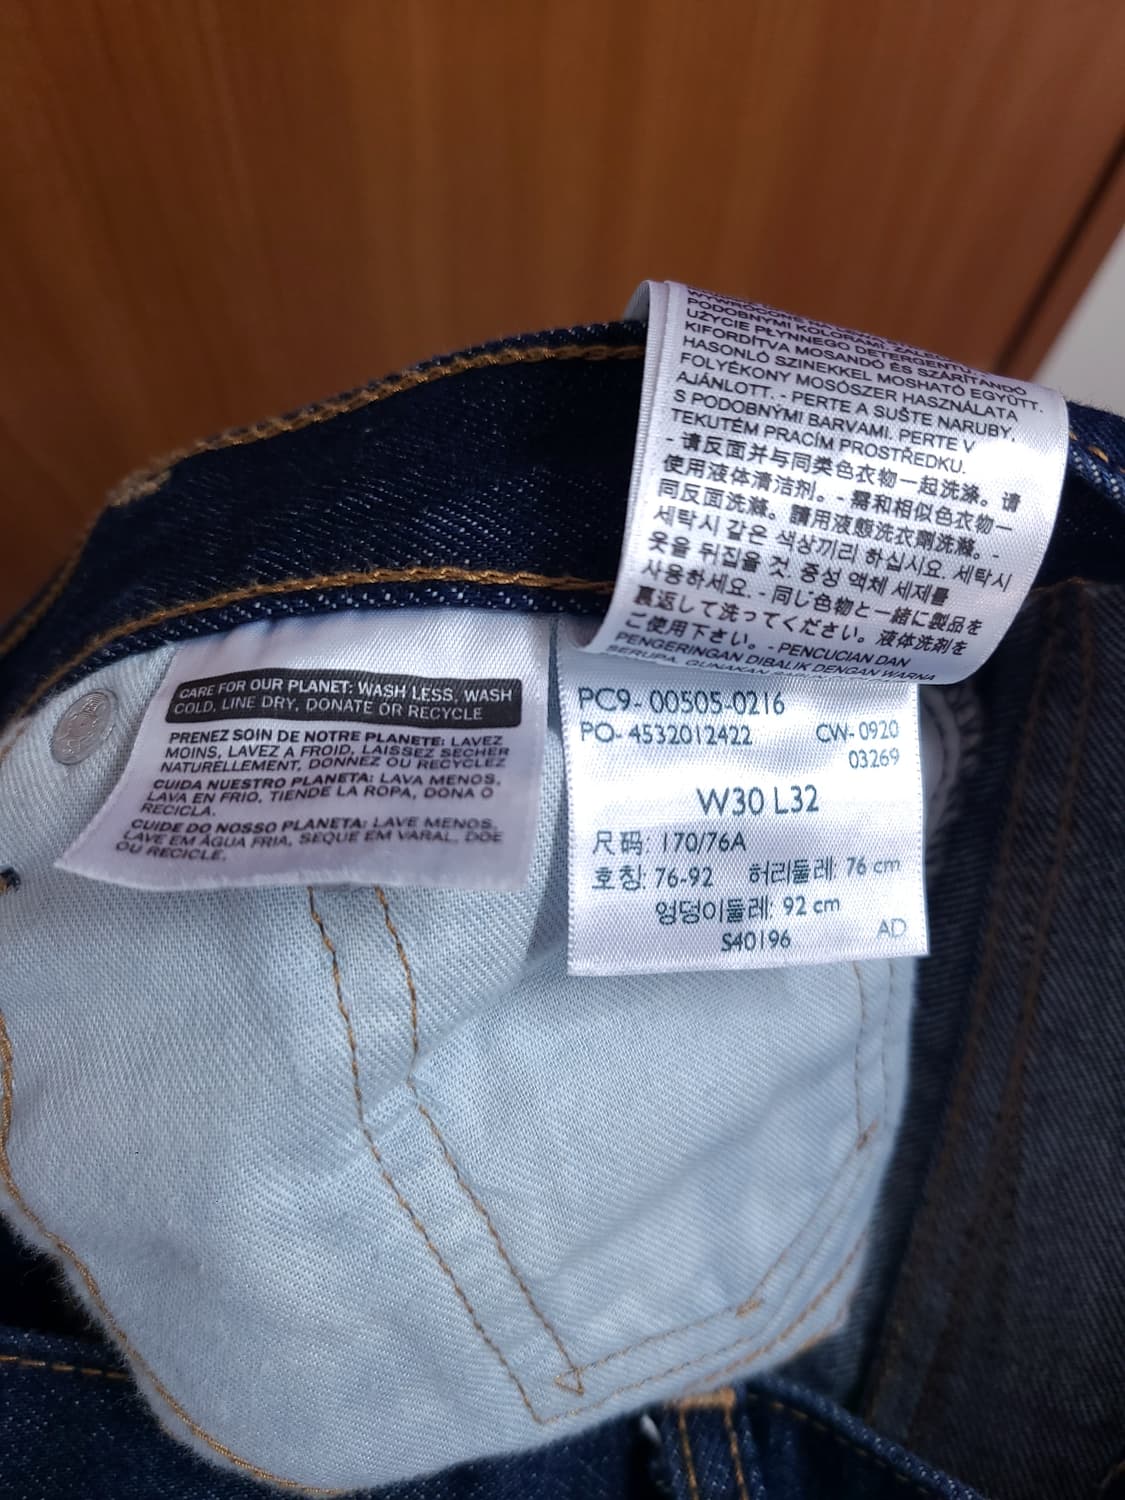 PODOBNYMI KOLORAMI. ZALEC
UŻYCIE PŁYNNEGO DETERGENTU. -
KIFORDÍTVA MOSANDÓ ÉS SZÁRÍTANDÓ
HASONLÓ SZINEKKEL MOSHATÓ EGYÜTT.
FOLYÉKONY MOSÓSZER HASZNÁLATA
AJÁNLOTT. - PERTE A SUŠTE NARUBY,
S PODOBNÝMI BARVAMI. PERTE V
TEKUTÉM PRACÍM PROSTŘEDKU.
- 请反面并与同类色衣物一起洗涤。请
使用液体清洁剂。- 需和相似色衣物一
同反面洗滌。請用液態洗衣劑洗滌。-
세탁시 같은 색상끼리 하십시요. 세탁시
옷을 뒤집을 것. 중성 액체 세제를
사용하세요. - 同じ色物と一緒に製品を
裏返して洗ってください。液体洗剤を
ご使用下さい。- PENCUCIAN DAN
PENGERINGAN DIBALIK DENGAN WARNA
SERUPA. GUNAKAN
CARE FOR OUR PLANET: WASH LESS, WASH
COLD, LINE DRY, DONATE OR RECYCLE
PRENEZ SOIN DE NOTRE PLANETE: LAVEZ
MOINS, LAVEZ A FROID, LAISSEZ SECHER
NATURELLEMENT, DONNEZ OU RECYCLEZ
CUIDA NUESTRO PLANETA: LAVA MENOS,
LAVA EN FRIO, TIENDE LA ROPA, DONA O
RECICLA.
CUIDE DO NOSSO PLANETA: LAVE MENOS,
LAVE EM ÁGUA FRIA, SEQUE EM VARAL, DOE
OU RECICLE.
PC9- 00505-0216
PO- 4532012422 CW- 0920
03269
W30 L32
尺码: 170/76A
호칭: 76-92 허리둘레: 76 cm
엉덩이둘레: 92 cm
S40196 AD